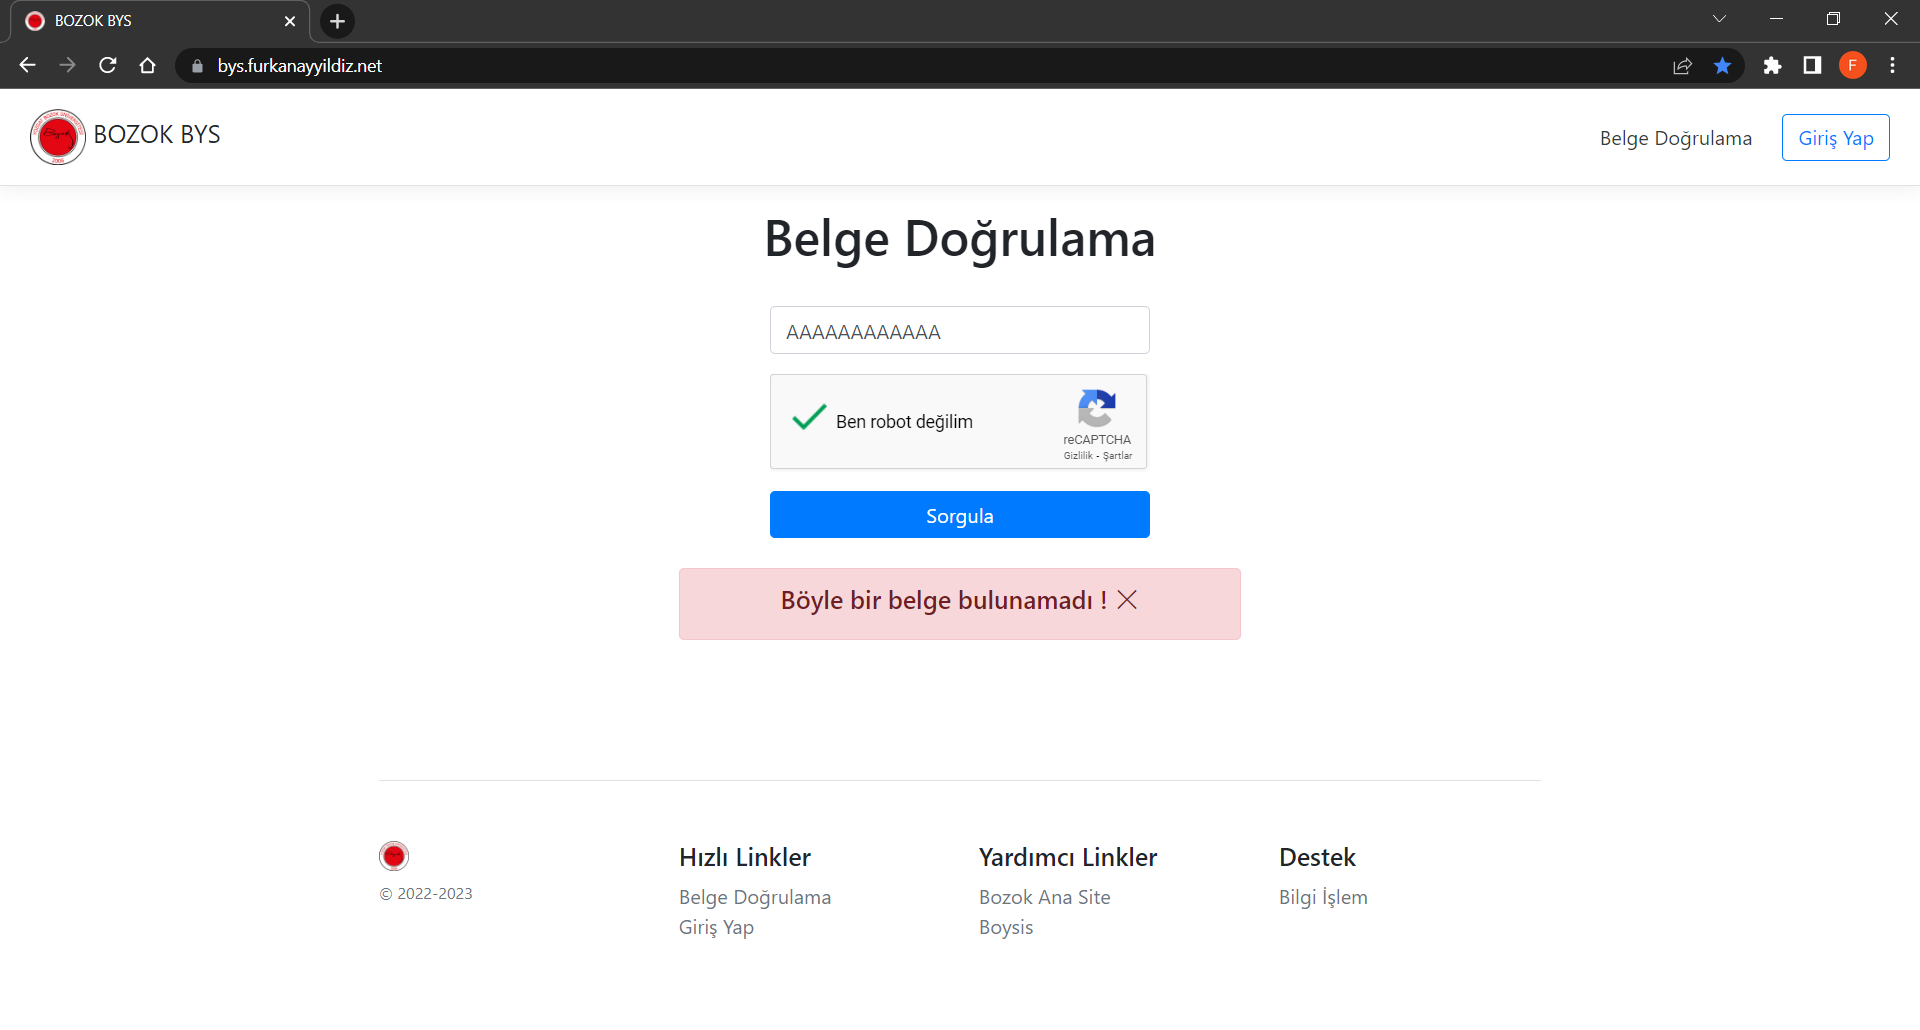 BOZOK BYS
bys.furkanayyildiz.net
F
BOZOK BYS
Belge Doğrulama
Giriş Yap
Belge Doğrulama
AAAAAAAAAAAA
Ben robot değilim
reCAPTCHA
Gizlilik - Şartlar
Sorgula
Böyle bir belge bulunamadı !
© 2022-2023
Hızlı Linkler
Belge Doğrulama
Giriş Yap
Yardımcı Linkler
Bozok Ana Site
Boysis
Destek
Bilgi İşlem